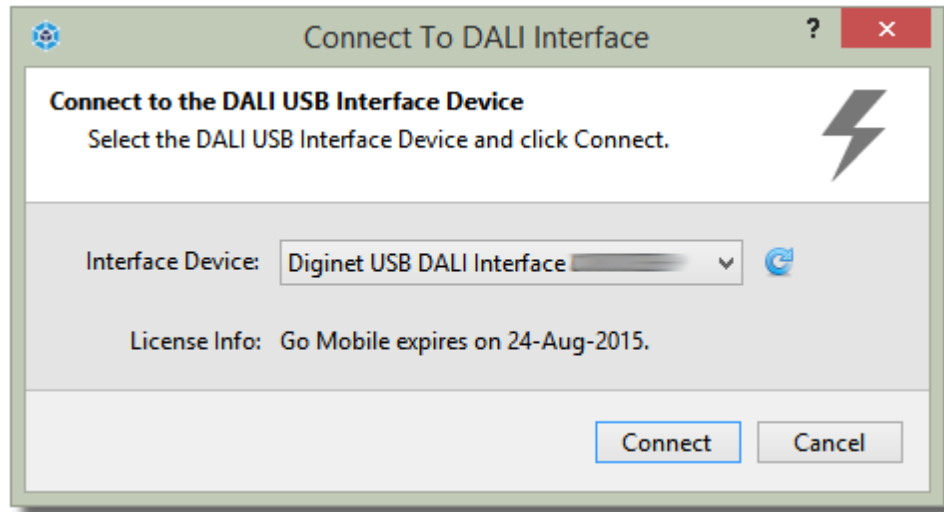 Connect To DALI Interface
?
Connect to the DALI USB Interface Device
Select the DALI USB Interface Device and click Connect.
Interface Device: Diginet USB DALI Interface
License Info: Go Mobile expires on 24-Aug-2015.
Connect Cancel